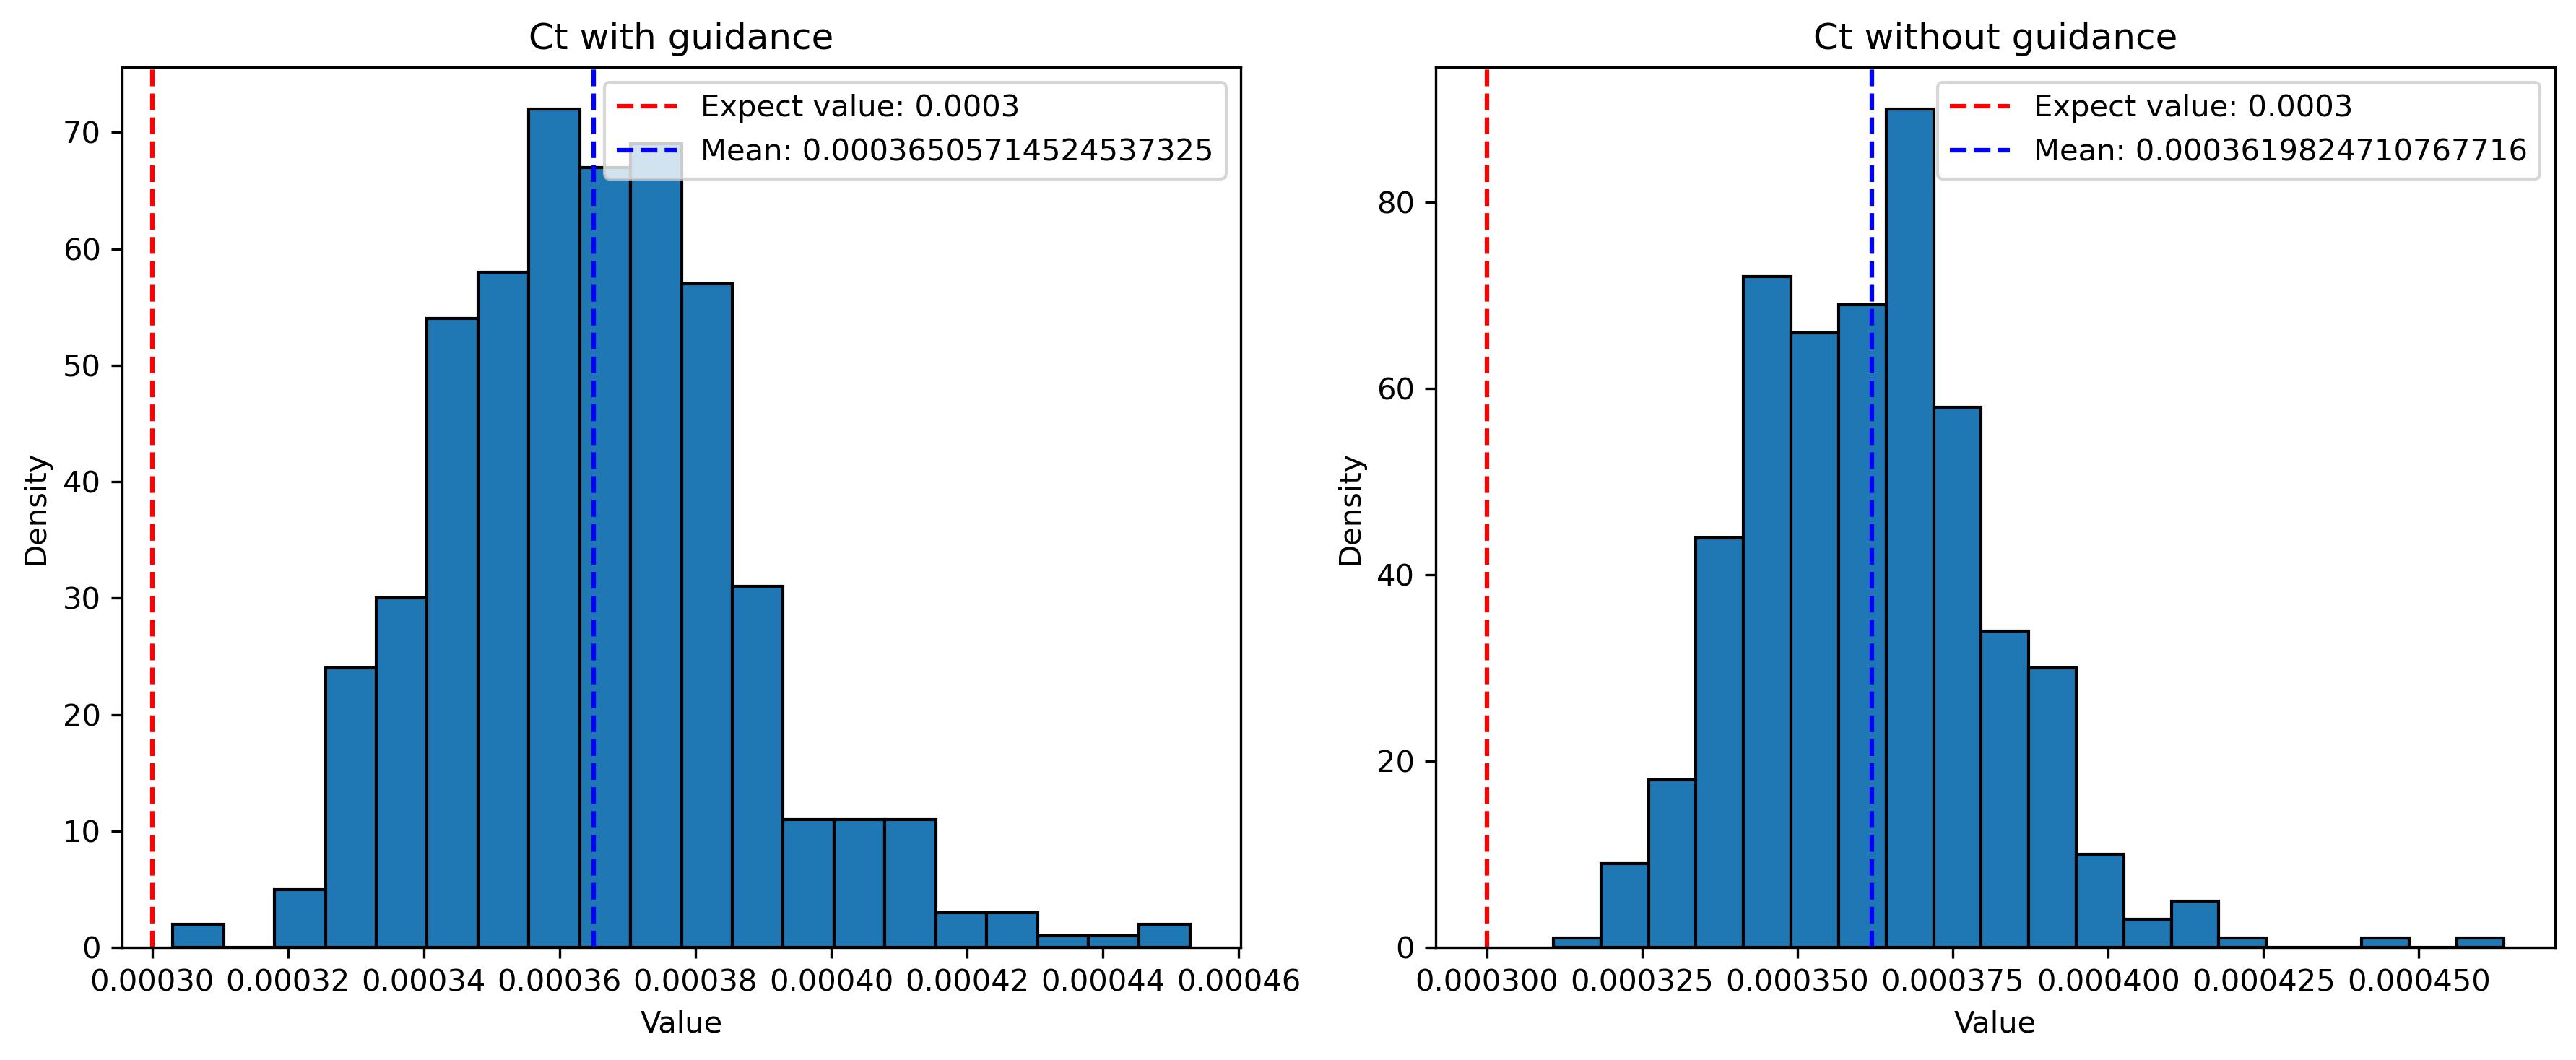 Ct with guidance
Expect value: 0.0003
Mean: 0.00036505714524537325
70
60
50
40
30
20
10
0
Density
0.00030 0.00032 0.00034 0.00036 0.00038 0.00040 0.00042 0.00044 0.00046
Value
Ct without guidance
Expect value: 0.0003
Mean: 0.0003619824710767716
80
60
40
20
0
Density
0.000300 0.000325 0.000350 0.000375 0.000400 0.000425 0.000450
Value